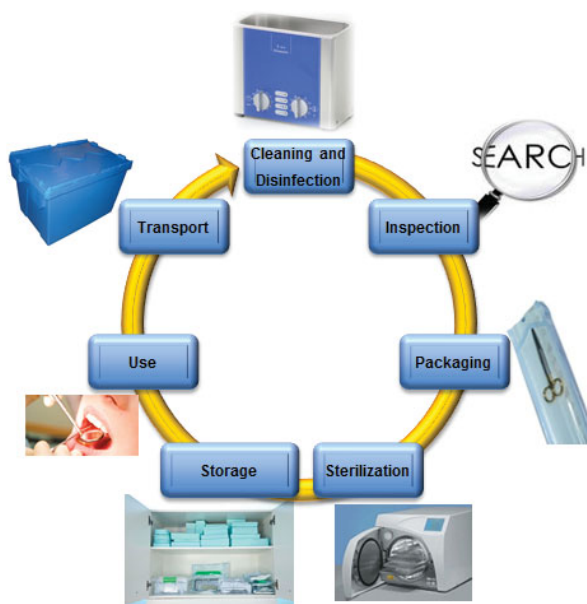 Cleaning and
Disinfection
SEARCH
Transport
Inspection
Use
Packaging
Storage
Sterilization